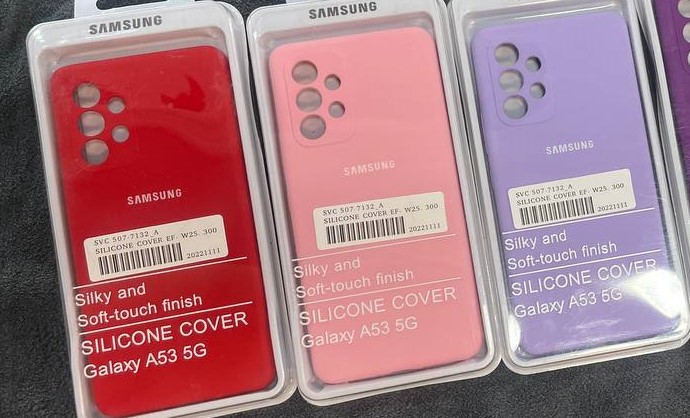 SAMSUNG
SAMSUNG
SVC 507-7132_A
SILICONE COVER EF. W25. 300
20221111
Silky and
Soft-touch finish
SILICONE COVER
Galaxy A53 5G
SAMSUNG
SAMSUNG
SVC 507-7132_A
SILICONE COVER EF. W25. 300
20221111
Silky and
Soft-touch finish
SILICONE COVER
Galaxy A53 5G
SAMSUNG
SAMSUNG
SVC 507-7132_A
SILICONE COVER EF. W25. 300
20221111
Silky and
Soft-touch finish
SILICONE COVER
Galaxy A53 5G